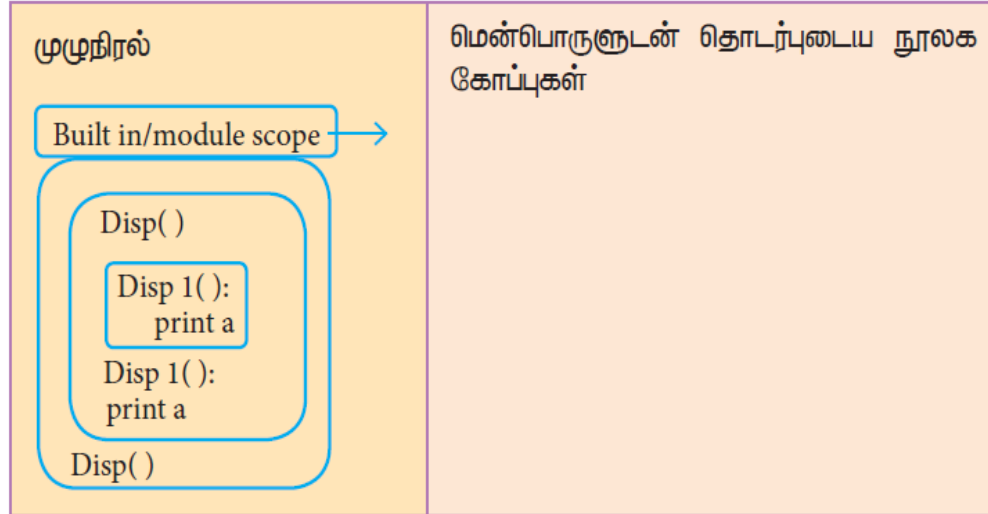 முழுநிரல்
Built in/module scope
Disp( )
Disp 1( ):
print a
Disp 1( ):
print a
Disp( )
மென்பொருளுடன் தொடர்புடைய நூலக
கோப்புகள்